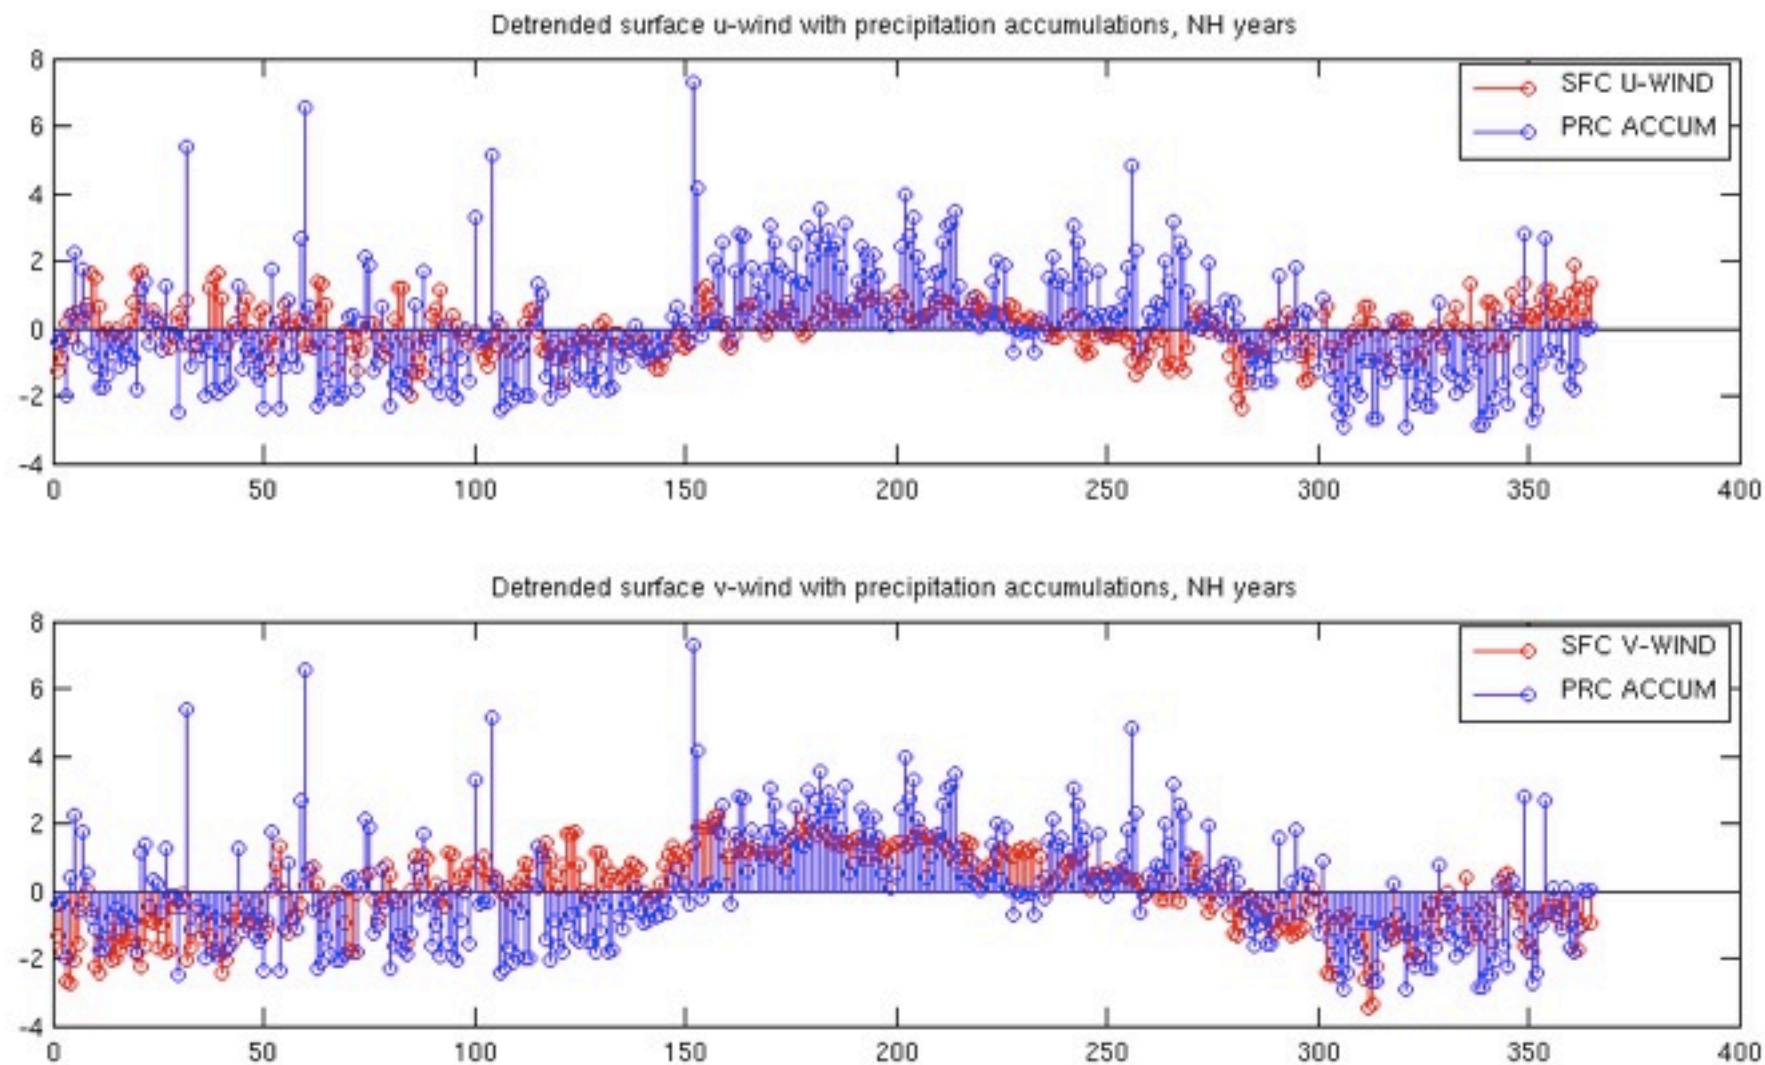 Detrended surface u-wind with precipitation accumulations, NH years
8
6
4
2
0
-2
-4
0 50 100 150 200 250 300 350 400
SFC U-WIND
PRC ACCUM
Detrended surface v-wind with precipitation accumulations, NH years
8
6
4
2
0
-2
-4
0 50 100 150 200 250 300 350 400
SFC V-WIND
PRC ACCUM